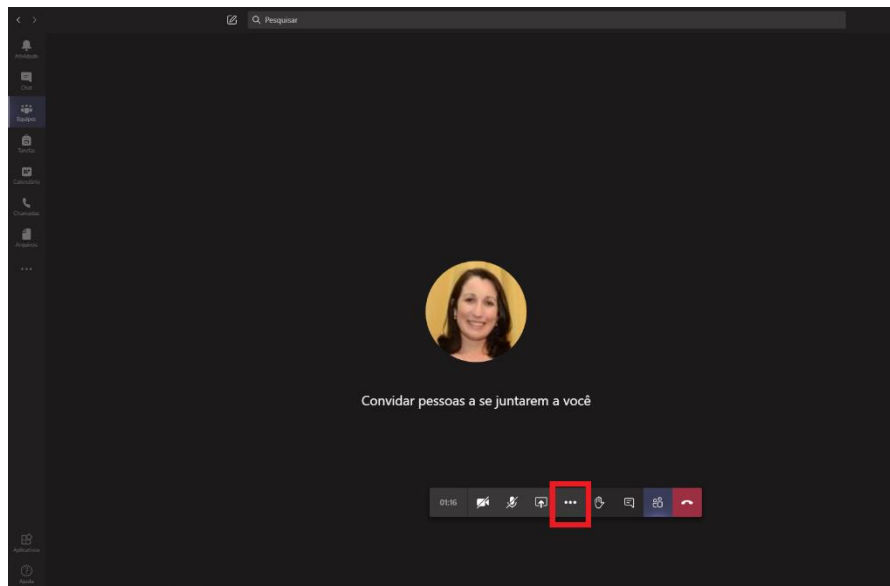 Pesquisar
Atividade
Chat
Equipes
Tarefas
Calendário
Chamadas
Arquivos
Convidar pessoas a se juntarem a você
01:16
Aplicativos
Ajuda